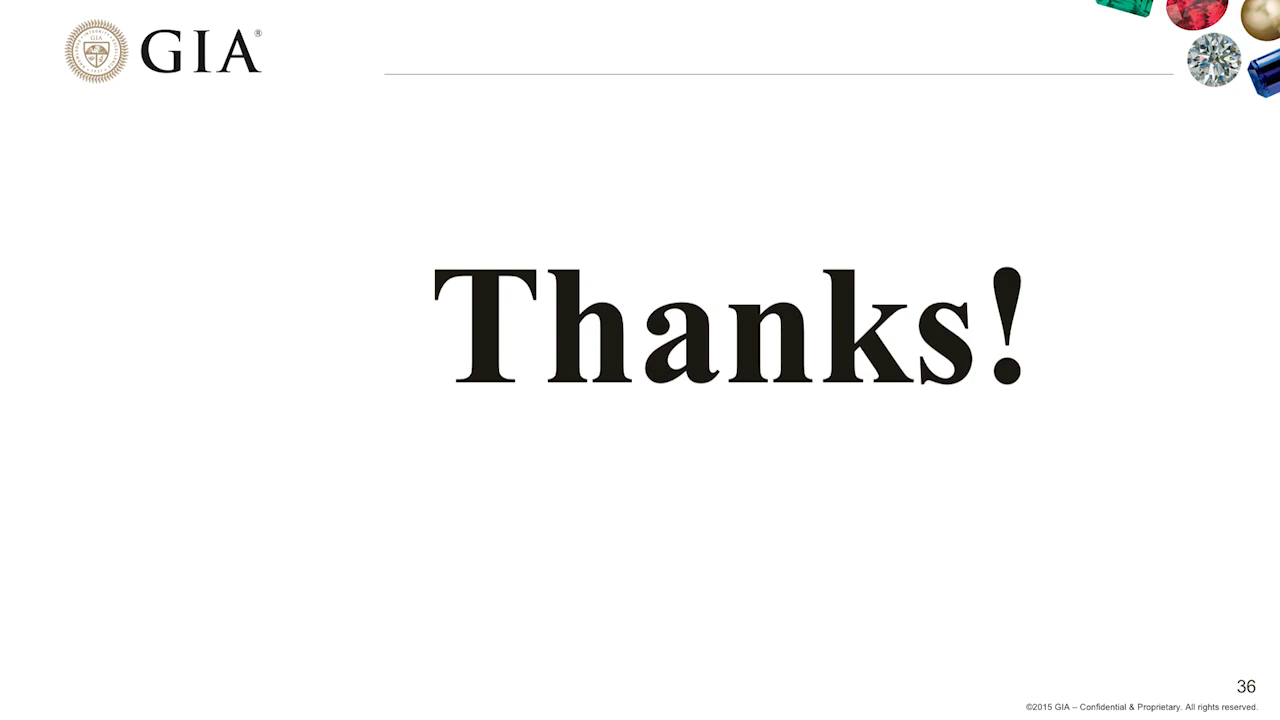 GIA®
Thanks!
36
©2015 GIA – Confidential & Proprietary. All rights reserved.